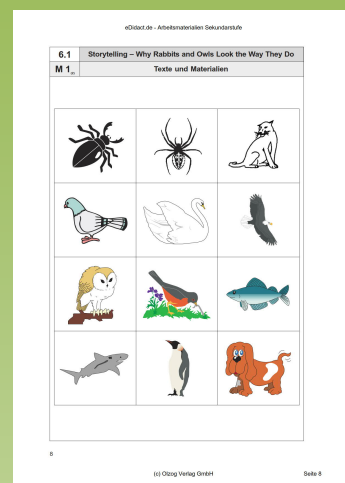 eDidact.de - Arbeitsmaterialien Sekundarstufe
6.1 Storytelling – Why Rabbits and Owls Look the Way They Do
M 1 Texte und Materialien
8
(c) Olzog Verlag GmbH Seite 8